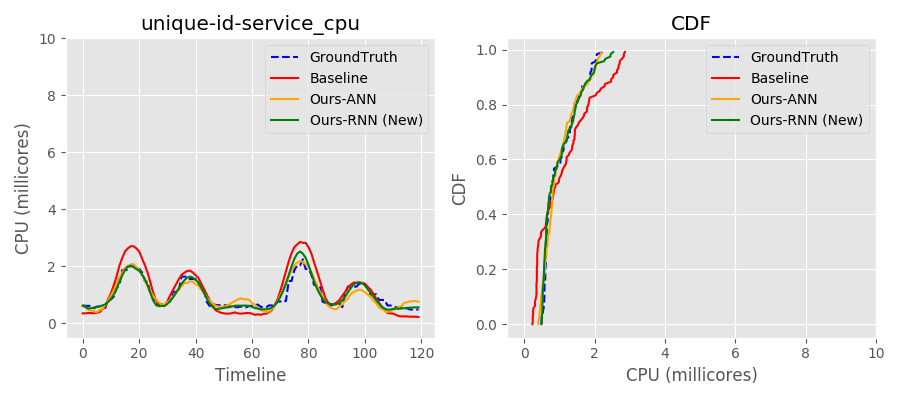 unique-id-service_cpu
CPU (millicores)
10
8
6
4
2
0
GroundTruth
Baseline
Ours-ANN
Ours-RNN (New)
0 20 40 60 80 100 120
Timeline
CDF
CDF
1.0
0.8
0.6
0.4
0.2
0.0
GroundTruth
Baseline
Ours-ANN
Ours-RNN (New)
0 2 4 6 8 10
CPU (millicores)